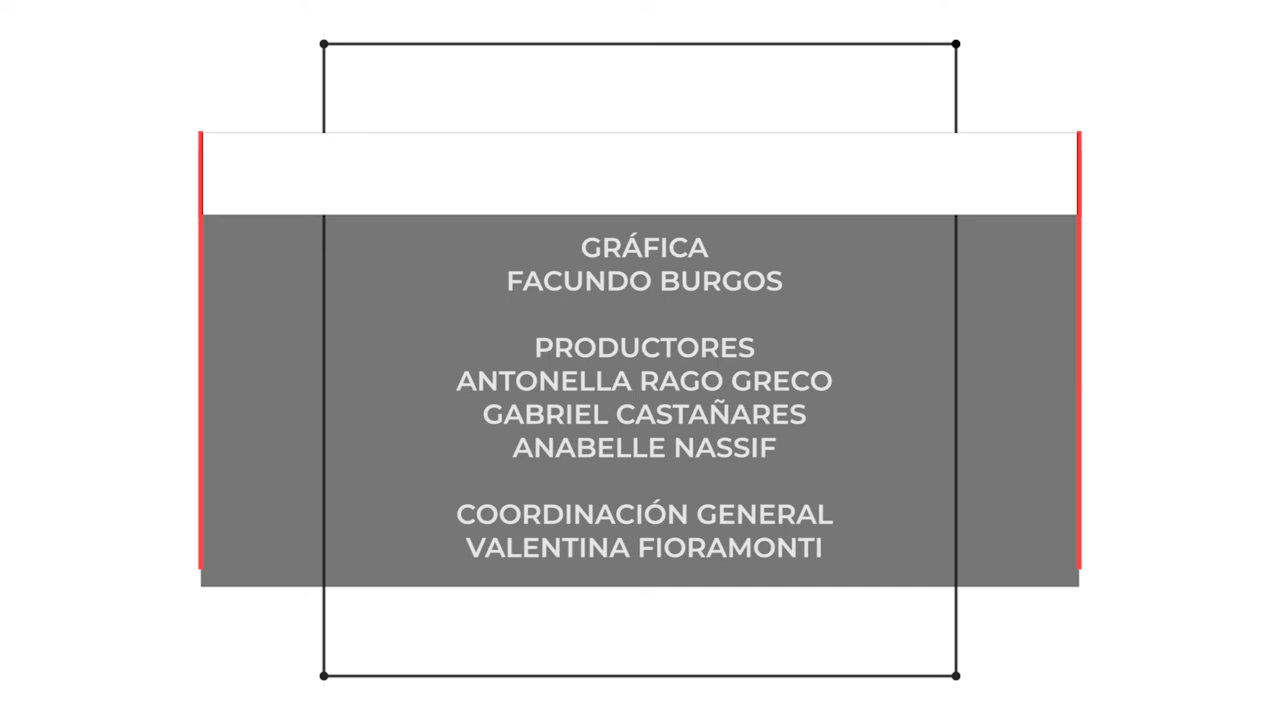 GRÁFICA
FACUNDO BURGOS
PRODUCTORES
ANTONELLA RAGO GRECO
GABRIEL CASTAÑARES
ANABELLE NASSIF
COORDINACIÓN GENERAL
VALENTINA FIORAMONTI